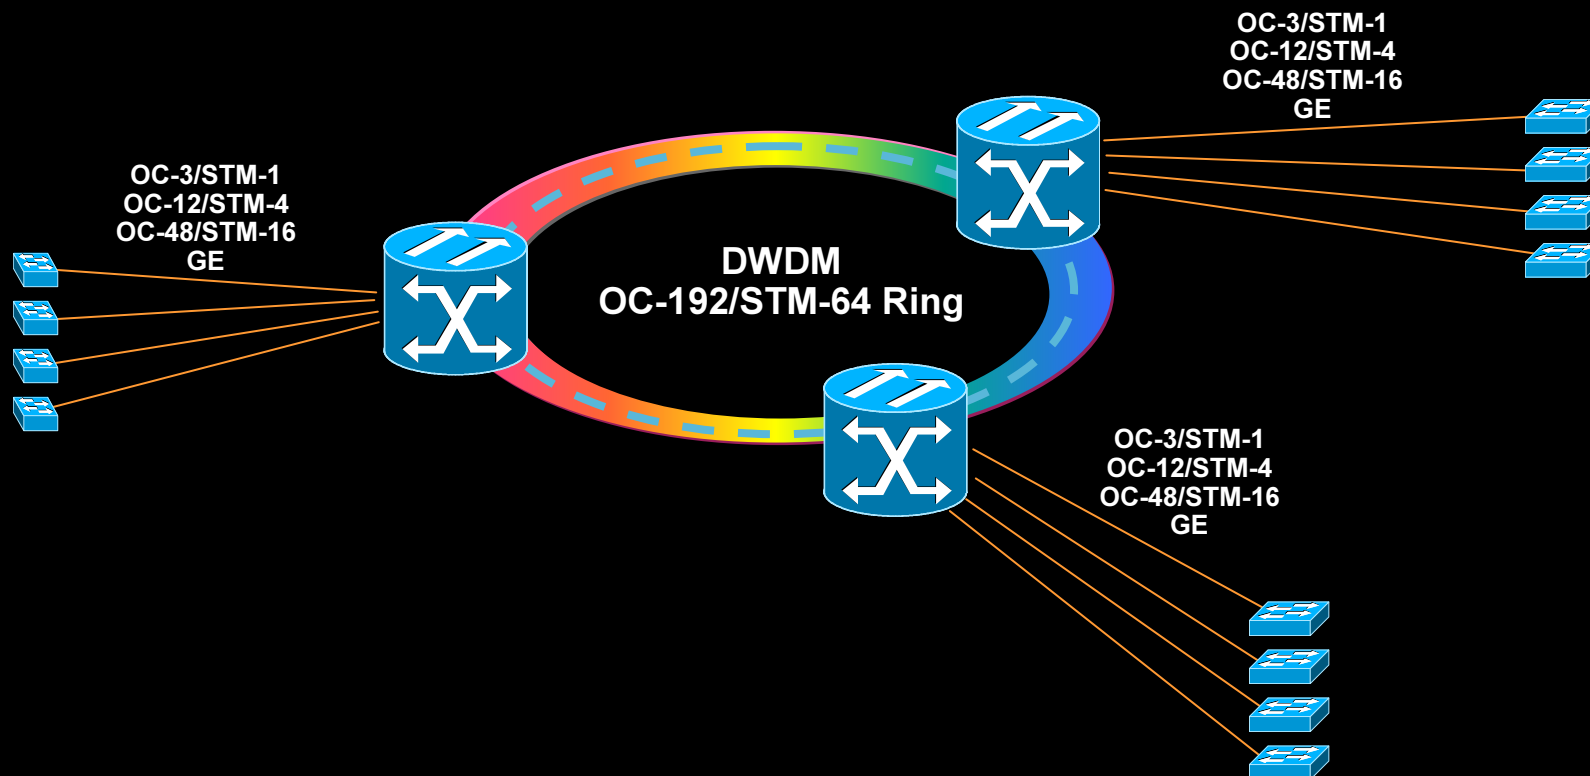 OC-3/STM-1
OC-12/STM-4
OC-48/STM-16
GE
OC-3/STM-1
OC-12/STM-4
OC-48/STM-16
GE
DWDM
OC-192/STM-64 Ring
OC-3/STM-1
OC-12/STM-4
OC-48/STM-16
GE